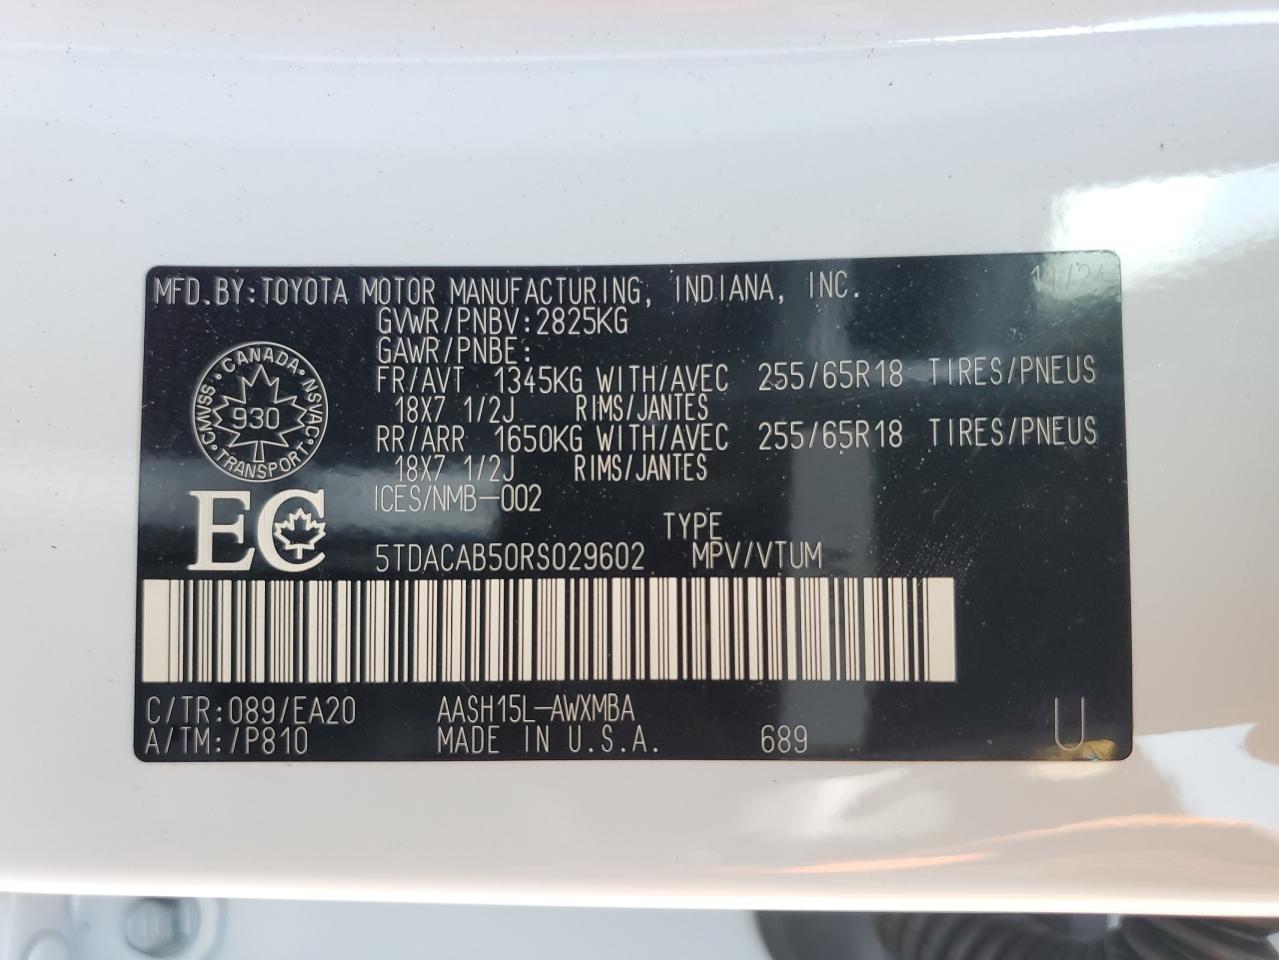 MFD.BY:TOYOTA MOTOR MANUFACTURING, INDIANA, INC. 11/24
GVWR/PNBV:2825KG
GAWR/PNBE:
FR/AVT 1345KG WITH/AVEC 255/65R18 TIRES/PNEUS
18X7 1/2J RIMS/JANTES
RR/ARR 1650KG WITH/AVEC 255/65R18 TIRES/PNEUS
18X7 1/2J RIMS/JANTES
CANADA · NSVAC · TRANSPORT · CMVSS ·
930
ICES/NMB-002
EC
TYPE
5TDACAB50RS029602 MPV/VTUM
C/TR:089/EA20 AASH15L-AWXMBA
A/TM:/P810 MADE IN U.S.A. 689 U